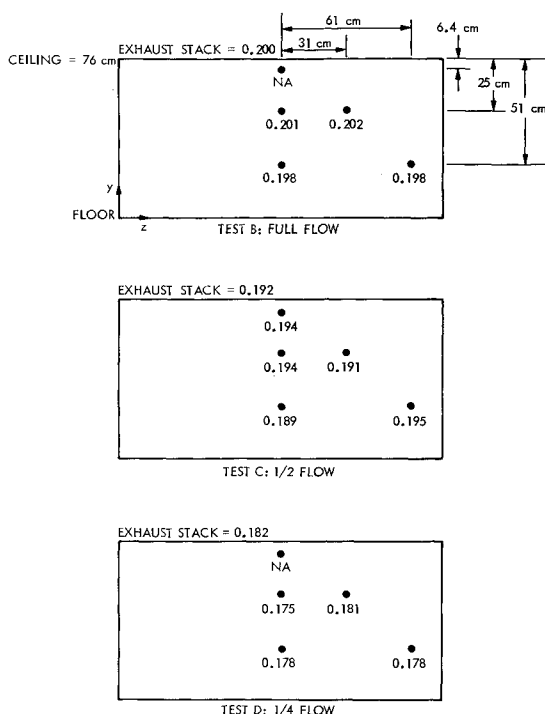 61 cm
6.4 cm
31 cm
EXHAUST STACK = 0.200
CEILING = 76 cm
NA
25 cm
51 cm
0.201 0.202
0.198 0.198
y
FLOOR
z
TEST B: FULL FLOW
EXHAUST STACK = 0.192
0.194
0.194 0.191
0.189 0.195
TEST C: 1/2 FLOW
EXHAUST STACK = 0.182
NA
0.175 0.181
0.178 0.178
TEST D: 1/4 FLOW